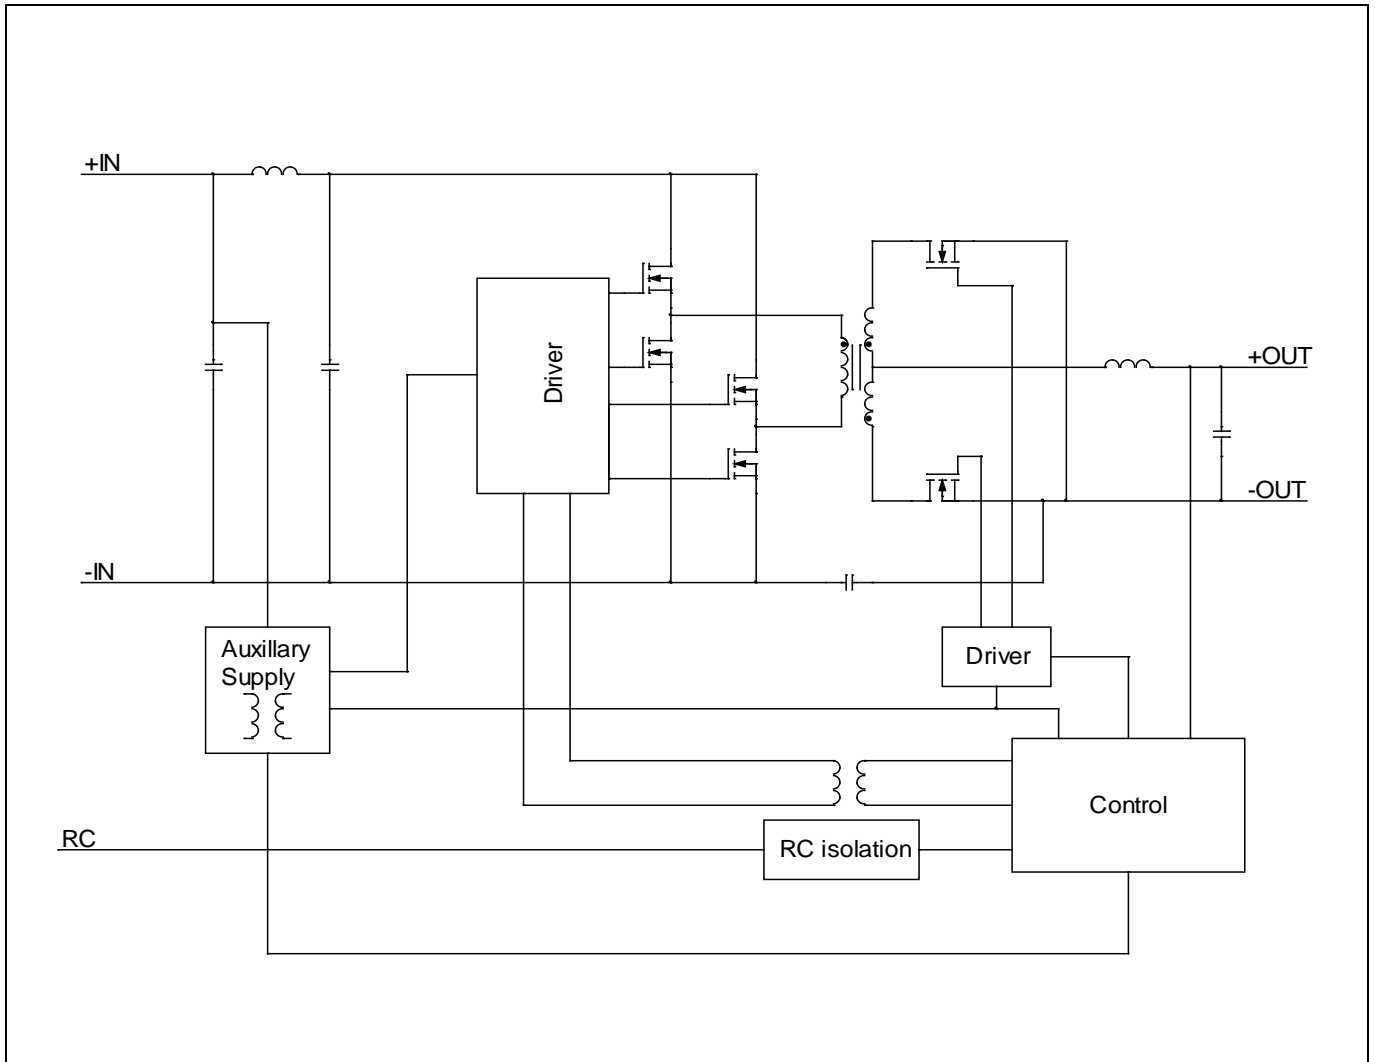 +IN
Driver
+OUT
-OUT
-IN
Auxillary
Supply
Driver
Control
RC
RC isolation